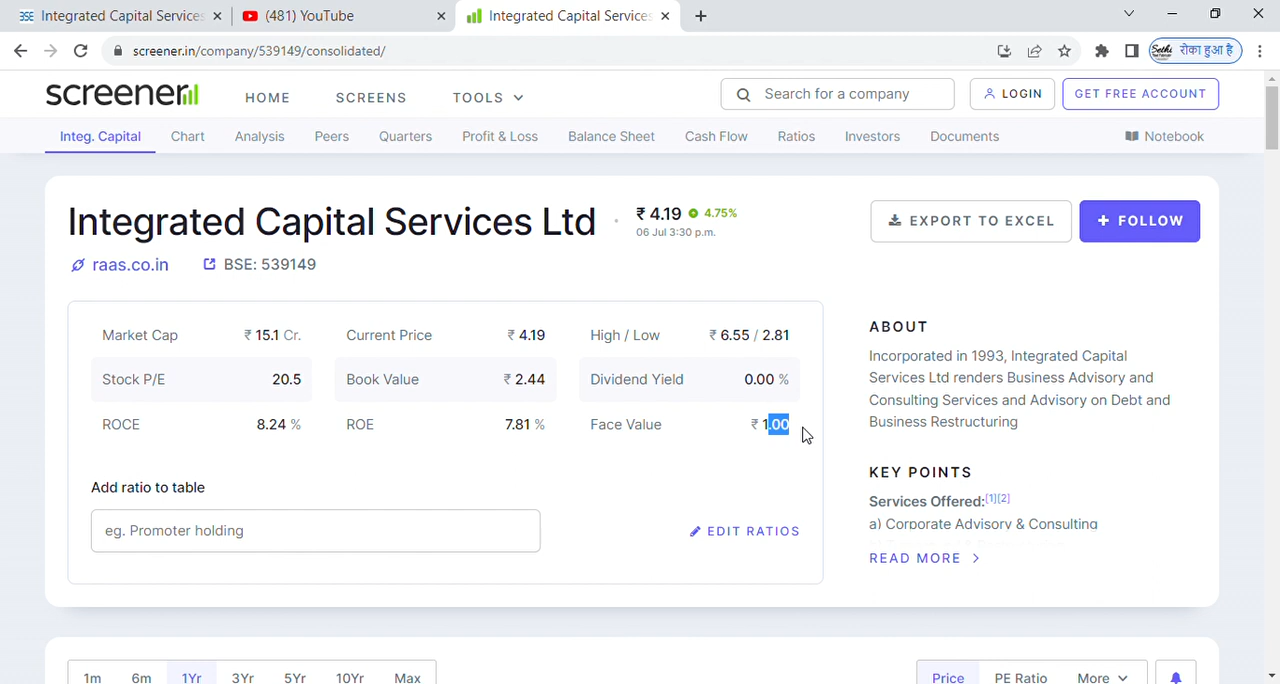 Integrated Capital Services
(481) YouTube
Integrated Capital Services
screener.in/company/539149/consolidated/
रोका हुआ है
screener
HOME SCREENS TOOLS
Search for a company
LOGIN
GET FREE ACCOUNT
Integ. Capital Chart Analysis Peers Quarters Profit & Loss Balance Sheet Cash Flow Ratios Investors Documents Notebook
Integrated Capital Services Ltd
₹ 4.19 4.75%
06 Jul 3:30 p.m.
EXPORT TO EXCEL
+ FOLLOW
raas.co.in BSE: 539149
Market Cap ₹ 15.1 Cr. Current Price ₹ 4.19 High / Low ₹ 6.55 / 2.81
Stock P/E 20.5 Book Value ₹ 2.44 Dividend Yield 0.00 %
ROCE 8.24 % ROE 7.81 % Face Value ₹ 1.00
Add ratio to table
eg. Promoter holding
EDIT RATIOS
ABOUT
Incorporated in 1993, Integrated Capital
Services Ltd renders Business Advisory and
Consulting Services and Advisory on Debt and
Business Restructuring
KEY POINTS
Services Offered:[1][2]
a) Corporate Advisory & Consulting
READ MORE
1m 6m 1Yr 3Yr 5Yr 10Yr Max
Price PE Ratio More